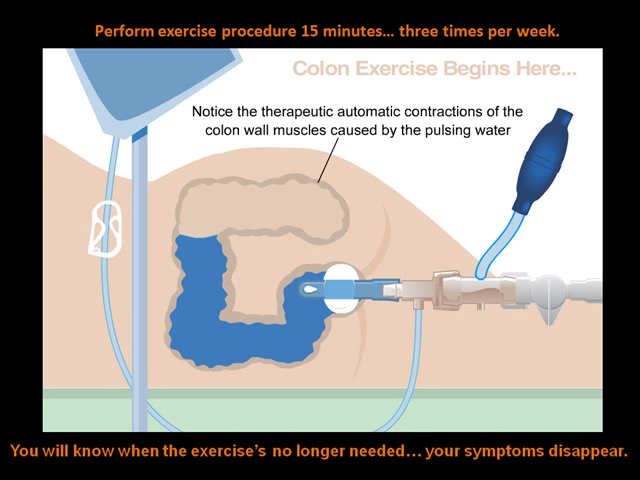 Perform exercise procedure 15 minutes... three times per week.
Colon Exercise Begins Here...
Notice the therapeutic automatic contractions of the
colon wall muscles caused by the pulsing water
You will know when the exercise's no longer needed... your symptoms disappear.